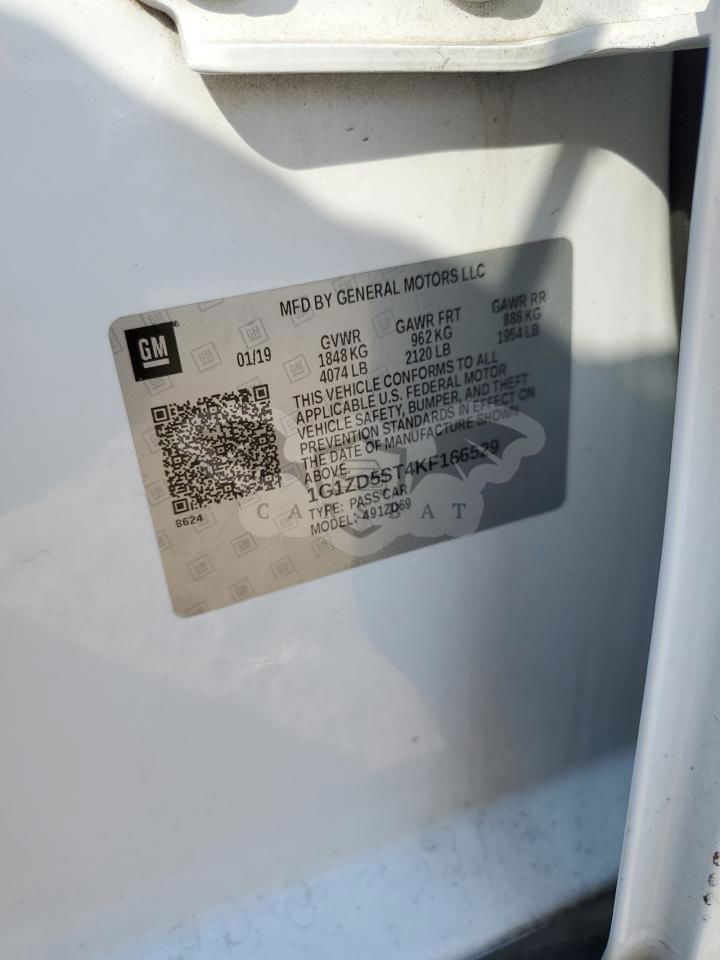 MFD BY GENERAL MOTORS LLC
GM
01/19
GVWR
1848 KG
4074 LB
GAWR FRT
962 KG
2120 LB
GAWR RR
886 KG
1954 LB
THIS VEHICLE CONFORMS TO ALL
APPLICABLE U.S. FEDERAL MOTOR
VEHICLE SAFETY, BUMPER, AND THEFT
PREVENTION STANDARDS IN EFFECT ON
THE DATE OF MANUFACTURE SHOWN
ABOVE.
1G1ZD5ST4KF166529
TYPE: PASS CAR
MODEL: 491ZD69
8624
CARSBAT